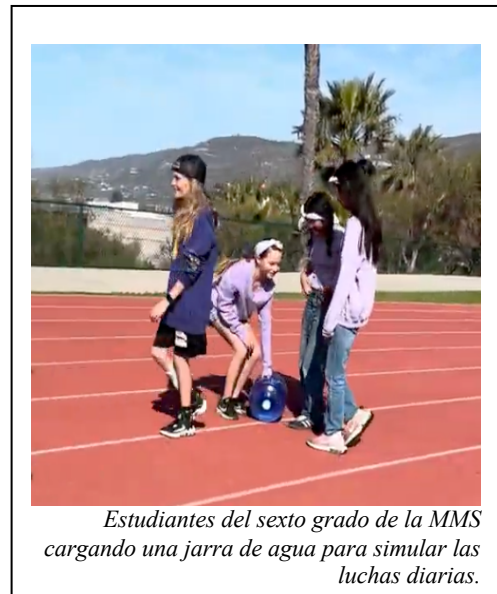 Estudiantes del sexto grado de la MMS
cargando una jarra de agua para simular las
luchas diarias.